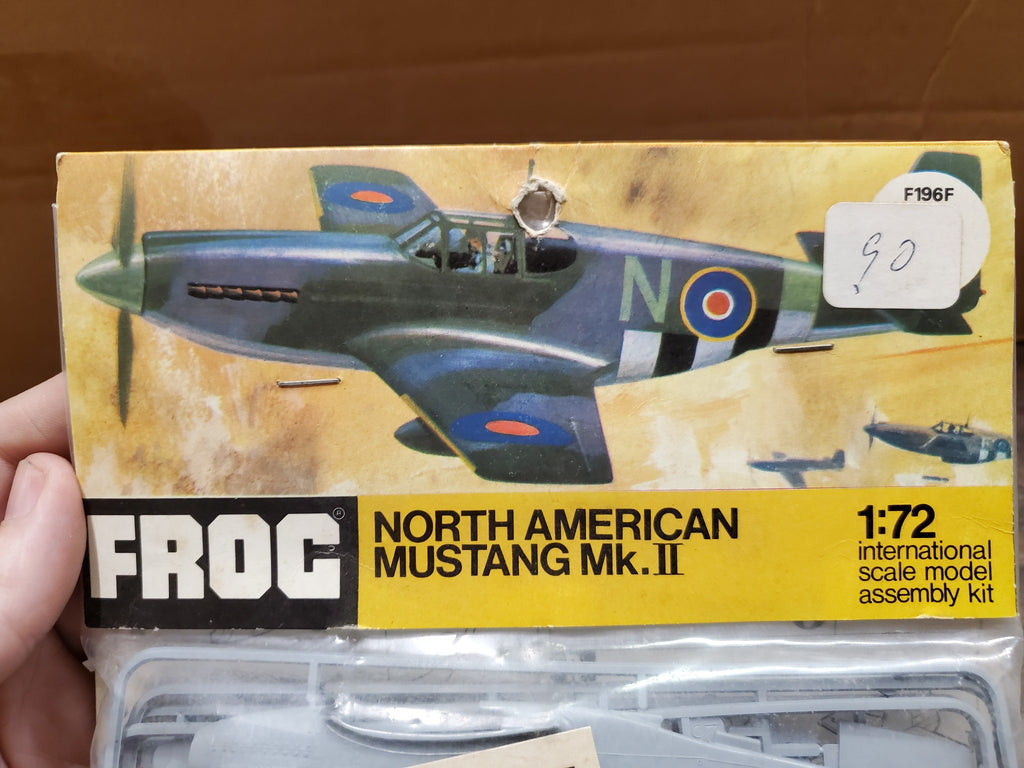 F196F
90
N
FROG®
NORTH AMERICAN
MUSTANG Mk.II
1:72
international
scale model
assembly kit